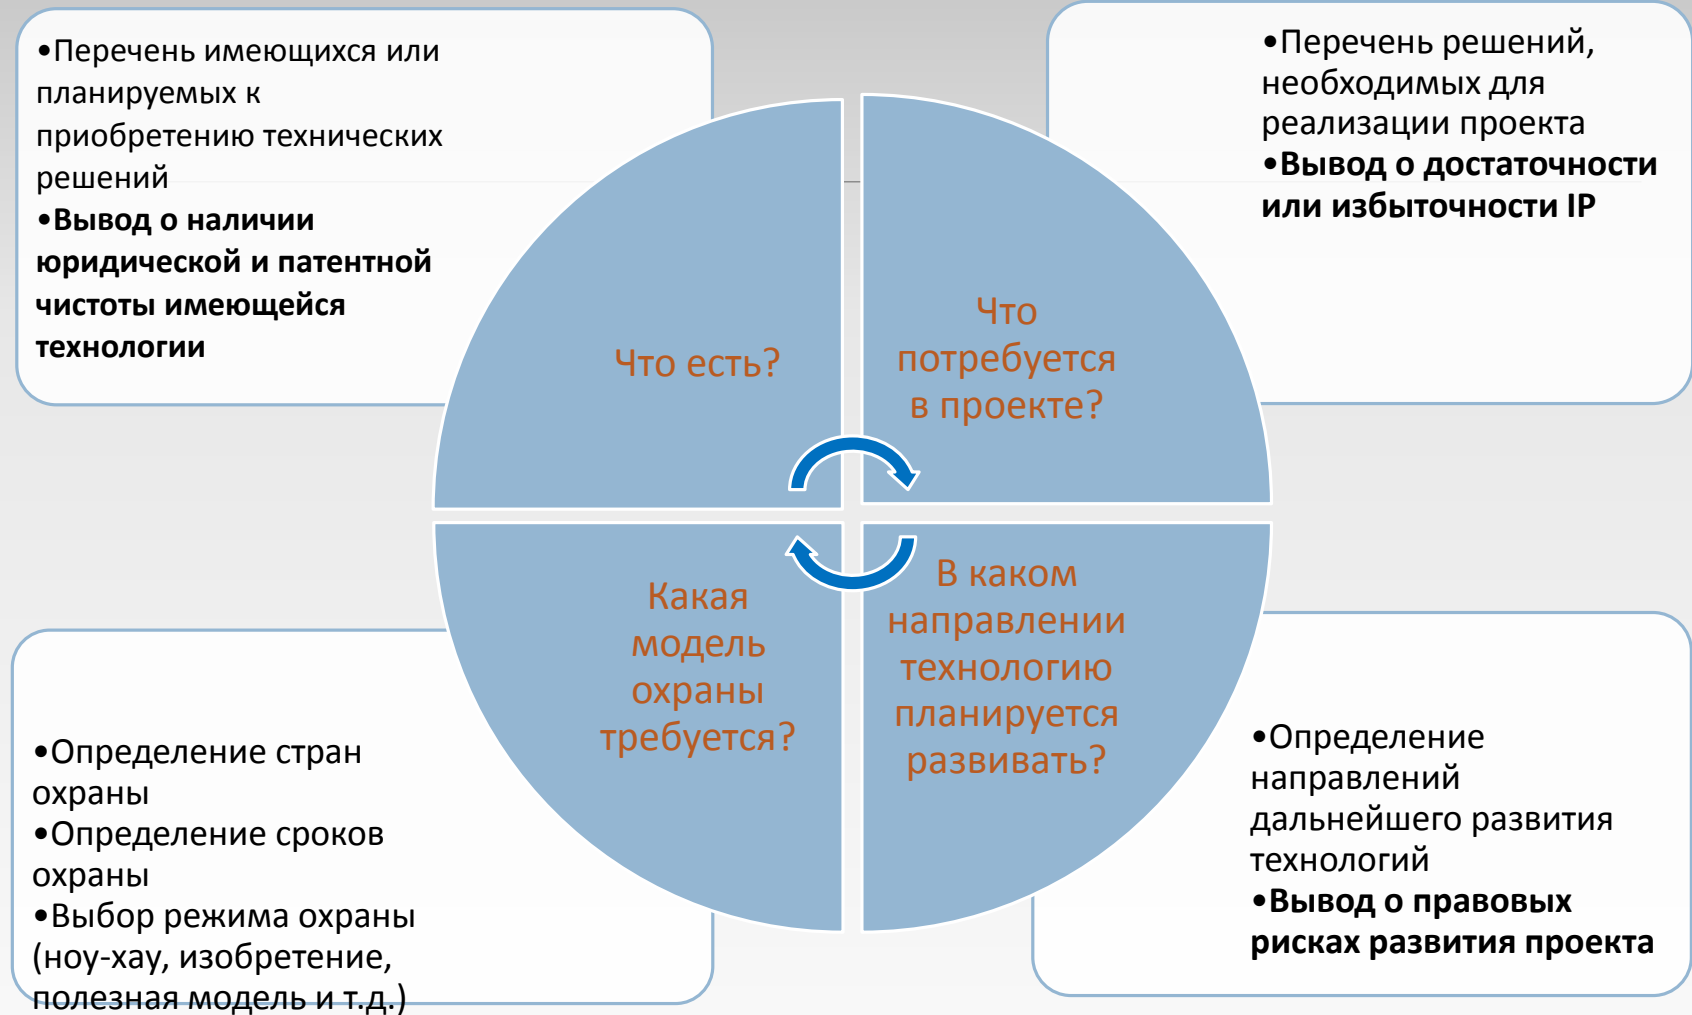 •Перечень имеющихся или
планируемых к
приобретению технических
решений
•Вывод о наличии
юридической и патентной
чистоты имеющейся
технологии
•Перечень решений,
необходимых для
реализации проекта
•Вывод о достаточности
или избыточности IP
Что есть?
Что
потребуется
в проекте?
Какая
модель
охраны
требуется?
В каком
направлении
технологию
планируется
развивать?
•Определение стран
охраны
•Определение сроков
охраны
•Выбор режима охраны
(ноу-хау, изобретение,
полезная модель и т.д.)
•Определение
направлений
дальнейшего развития
технологий
•Вывод о правовых
рисках развития проекта